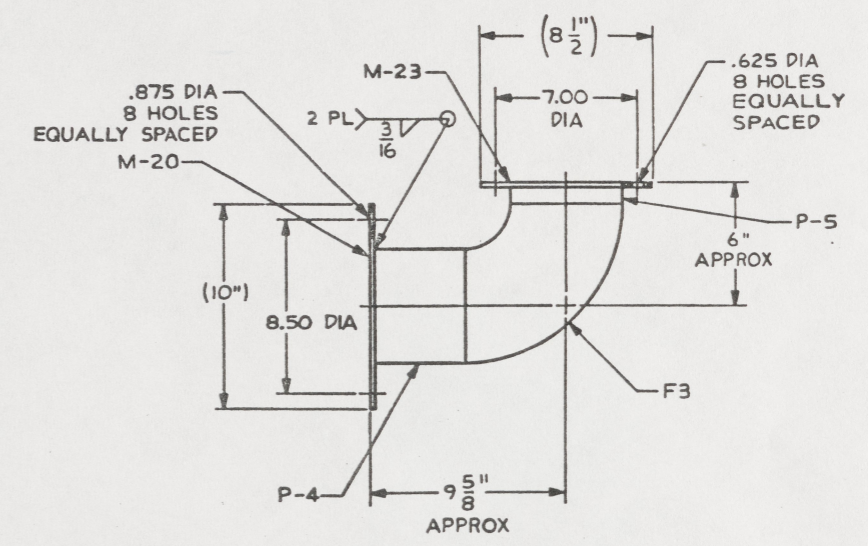 (8 1/2")
M-23
.625 DIA
8 HOLES
EQUALLY
SPACED
7.00
DIA
.875 DIA
8 HOLES
EQUALLY SPACED
M-20
2 PL
3/16
P-5
6"
APPROX
(10")
8.50 DIA
F3
P-4
9 5/8"
APPROX